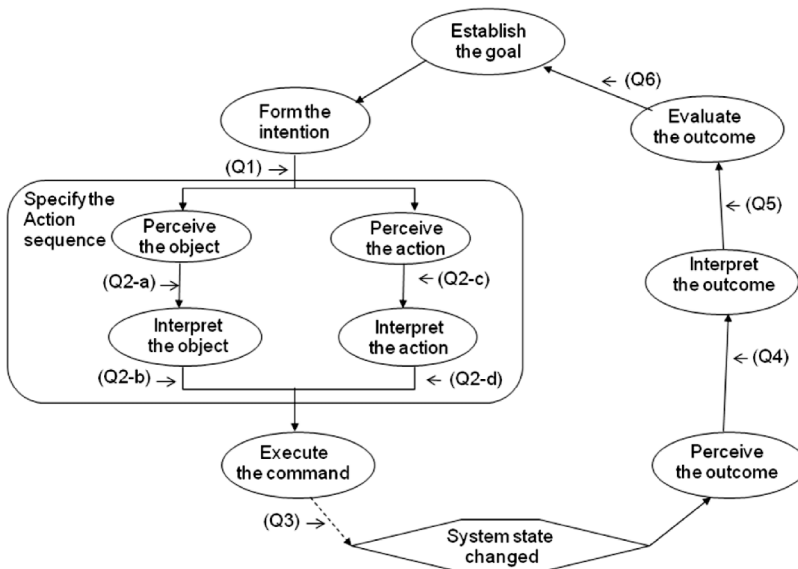 Establish
the goal
(Q6)
Form the
intention
Evaluate
the outcome
(Q1)
Specify the
Action
sequence
Perceive
the object
Perceive
the action
(Q5)
(Q2-a)
(Q2-c)
Interpret
the outcome
Interpret
the object
Interpret
the action
(Q2-b)
(Q2-d)
(Q4)
Execute
the command
Perceive
the outcome
(Q3)
System state
changed